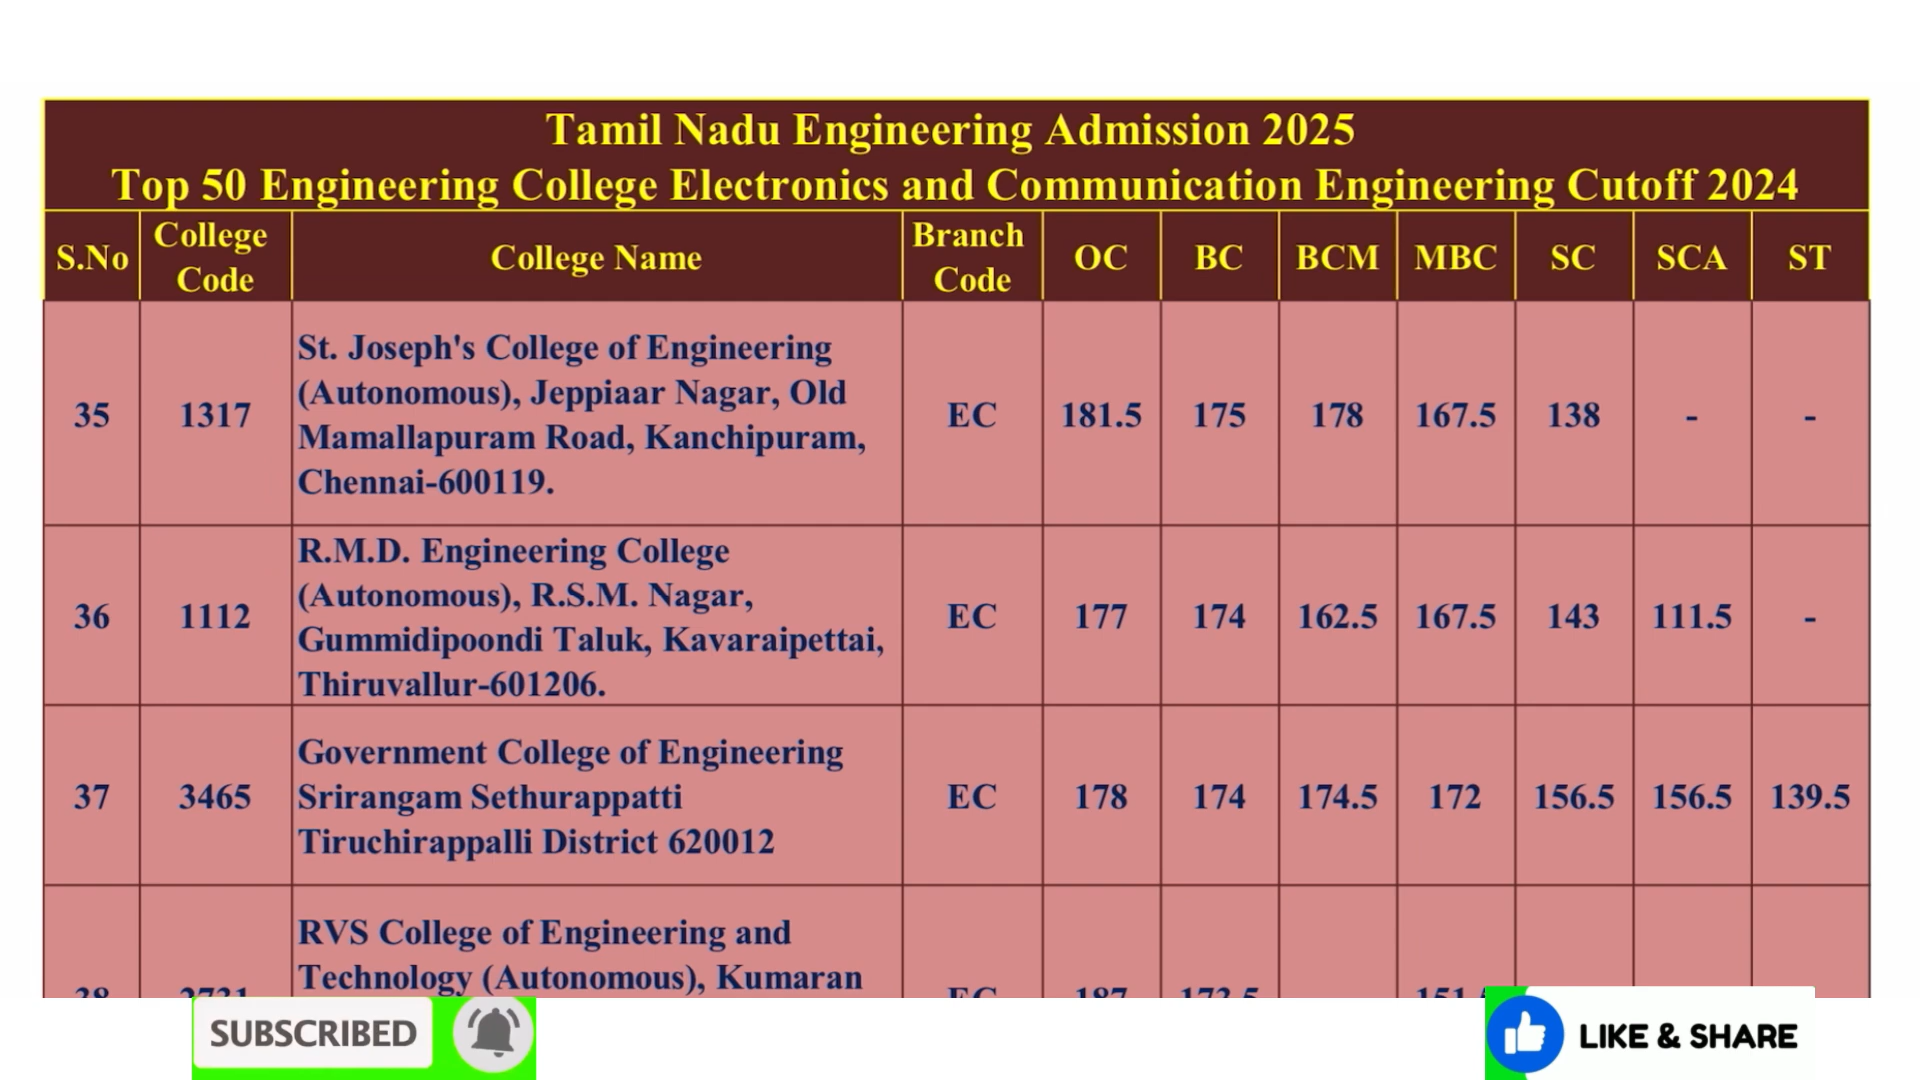 Tamil Nadu Engineering Admission 2025
Top 50 Engineering College Electronics and Communication Engineering Cutoff 2024
S.No College Code College Name Branch Code OC BC BCM MBC SC SCA ST
St. Joseph's College of Engineering
(Autonomous), Jeppiaar Nagar, Old
35 1317 EC 181.5 175 178 167.5 138 - -
Mamallapuram Road, Kanchipuram,
Chennai-600119.
R.M.D. Engineering College
(Autonomous), R.S.M. Nagar,
36 1112 EC 177 174 162.5 167.5 143 111.5 -
Gummidipoondi Taluk, Kavaraipettai,
Thiruvallur-601206.
Government College of Engineering
37 3465 Srirangam Sethurappatti EC 178 174 174.5 172 156.5 156.5 139.5
Tiruchirappalli District 620012
RVS College of Engineering and
Technology (Autonomous), Kumaran
SUBSCRIBED
LIKE & SHARE